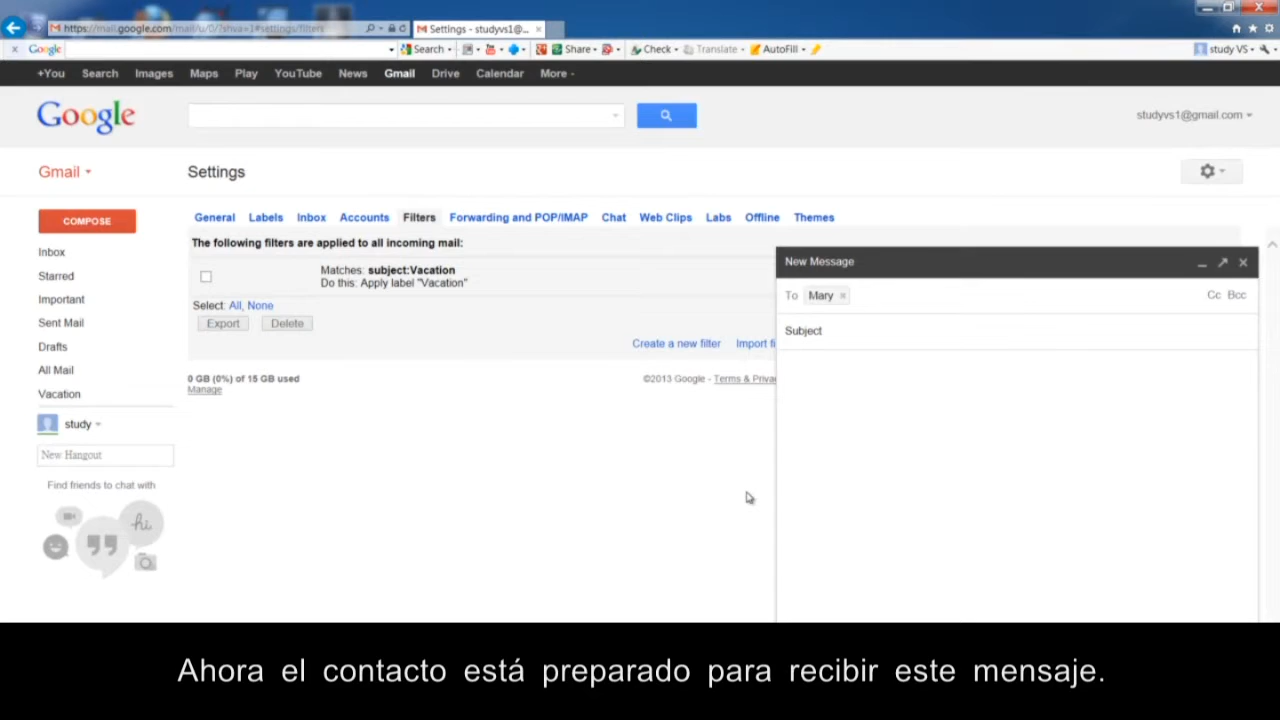 https://mail.google.com/mail/u/0/?shva=1#settings/filters
Settings - studyvs1@...
Google Search Share Check Translate AutoFill study VS
+You Search Images Maps Play YouTube News Gmail Drive Calendar More
Google
studyvs1@gmail.com
Gmail
Settings
COMPOSE
General Labels Inbox Accounts Filters Forwarding and POP/IMAP Chat Web Clips Labs Offline Themes
The following filters are applied to all incoming mail:
Inbox
Starred
Important
Sent Mail
Drafts
All Mail
Vacation
study
New Hangout
Find friends to chat with
hi
Matches: subject:Vacation
Do this: Apply label "Vacation"
Select: All, None
Export Delete
Create a new filter Import fi
0 GB (0%) of 15 GB used
Manage
©2013 Google - Terms & Privac
New Message
To Mary Cc Bcc
Subject
Ahora el contacto está preparado para recibir este mensaje.